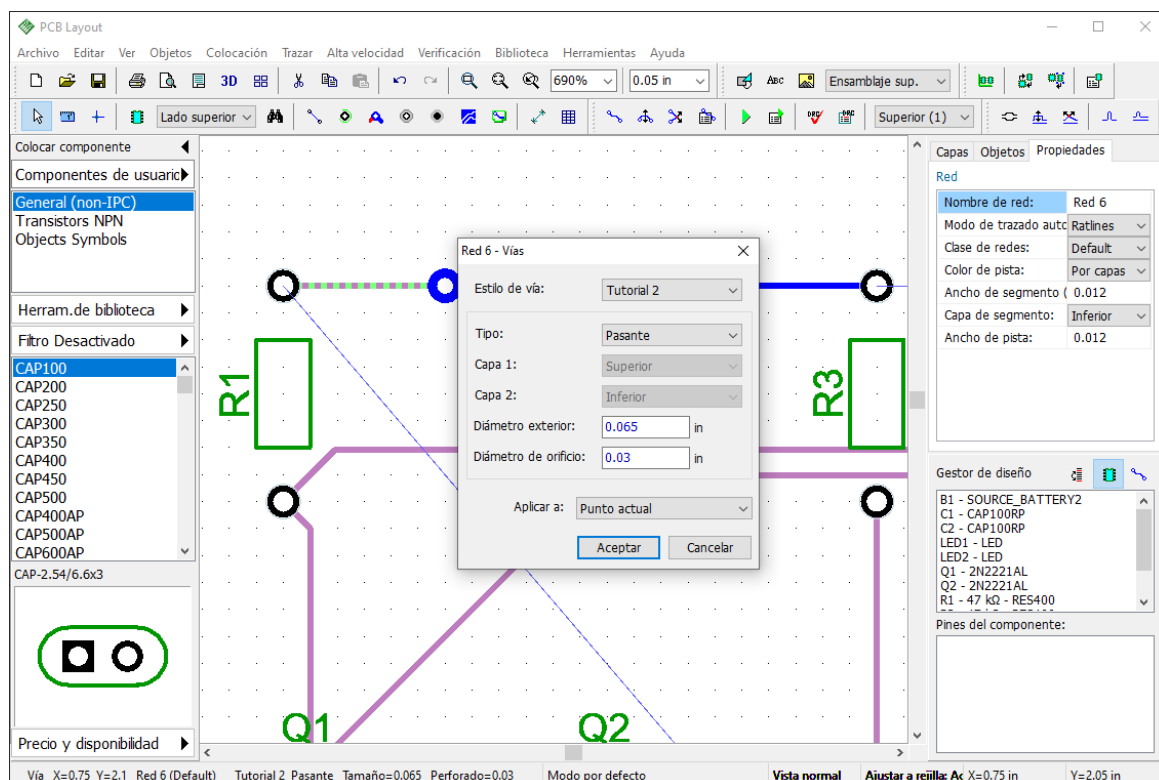 PCB Layout
Archivo Editar Ver Objetos Colocación Trazar Alta velocidad Verificación Biblioteca Herramientas Ayuda
3D 690% 0.05 in ABC Ensamblaje sup.
Lado superior DRC DRC Superior (1)
Colocar componente
Componentes de usuario
General (non-IPC)
Transistors NPN
Objects Symbols
Herram.de biblioteca
Filtro Desactivado
CAP100
CAP200
CAP250
CAP300
CAP350
CAP400
CAP450
CAP500
CAP400AP
CAP500AP
CAP600AP
CAP-2.54/6.6x3
Precio y disponibilidad
R1
R3
Q1
Q2
Red 6 - Vías
Estilo de vía: Tutorial 2
Tipo: Pasante
Capa 1: Superior
Capa 2: Inferior
Diámetro exterior: 0.065 in
Diámetro de orificio: 0.03 in
Aplicar a: Punto actual
Aceptar Cancelar
Capas Objetos Propiedades
Red
Nombre de red: Red 6
Modo de trazado autc Ratlines
Clase de redes: Default
Color de pista: Por capas
Ancho de segmento ( 0.012
Capa de segmento: Inferior
Ancho de pista: 0.012
Gestor de diseño
B1 - SOURCE_BATTERY2
C1 - CAP100RP
C2 - CAP100RP
LED1 - LED
LED2 - LED
Q1 - 2N2221AL
Q2 - 2N2221AL
R1 - 47 kΩ - RES400
Pines del componente:
Vía X=0.75 Y=2.1 Red 6 (Default) Tutorial 2 Pasante Tamaño=0.065 Perforado=0.03 Modo por defecto Vista normal Ajustar a rejilla: Ac X=0.75 in Y=2.05 in